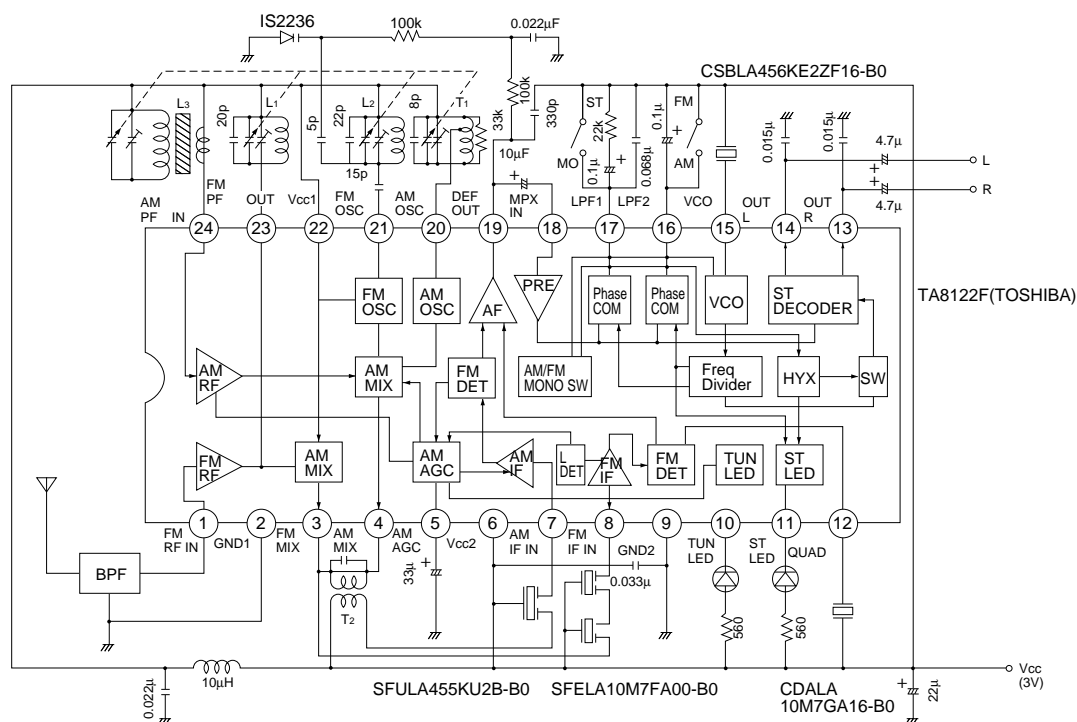 IS2236
100k
0.022µF
CSBLA456KE2ZF16-B0
L3
20p
L1
5p
22p
L2
8p
T1
33k
100k
330p
ST
22k
MO
0.1µ
0.088µ
0.1µ
FM
AM
0.015µ
0.015µ
4.7µ
L
R
4.7µ
15p
10µF
AM PF
IN
FM PF
OUT
Vcc1
FM OSC
AM OSC
DEF OUT
MPX IN
LPF1
LPF2
VCO
OUT L
OUT R
24
23
22
21
20
19
18
17
16
15
14
13
TA8122F(TOSHIBA)
FM OSC
AM OSC
AF
PRE
Phase COM
Phase COM
VCO
ST DECODER
AM RF
AM MIX
FM DET
AM/FM MONO SW
Freq Divider
HYX
SW
FM RF
AM MIX
AM AGC
AM IF
L DET
FM IF
FM DET
TUN LED
ST LED
1
2
3
4
5
6
7
8
9
10
11
12
FM RF IN
GND1
FM MIX
AM MIX
AM AGC
Vcc2
AM IF IN
FM IF IN
GND2
TUN LED
ST LED
QUAD
BPF
T2
33µ
0.033µ
560
560
0.022µ
10µH
SFULA455KU2B-B0
SFELA10M7FA00-B0
CDALA
10M7GA16-B0
22µ
Vcc
(3V)